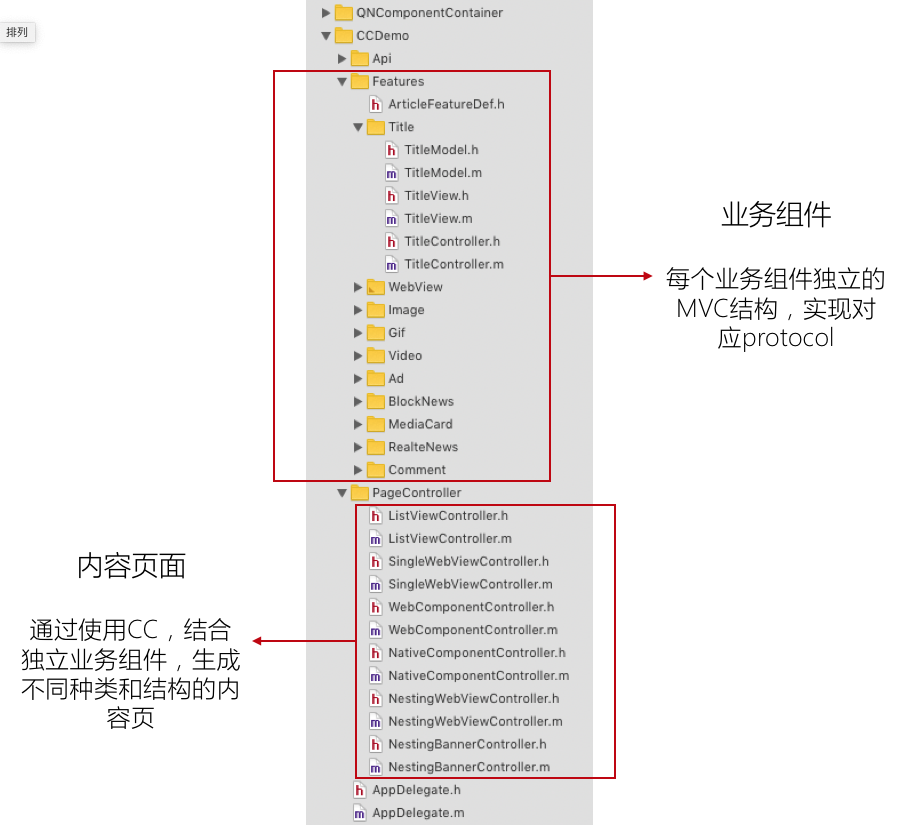 排列
QNComponentContainer
CCDemo
Api
Features
ArticleFeatureDef.h
Title
TitleModel.h
TitleModel.m
TitleView.h
TitleView.m
TitleController.h
TitleController.m
WebView
Image
Gif
Video
Ad
BlockNews
MediaCard
RealteNews
Comment
PageController
ListViewController.h
ListViewController.m
SingleWebViewController.h
SingleWebViewController.m
WebComponentController.h
WebComponentController.m
NativeComponentController.h
NativeComponentController.m
NestingWebViewController.h
NestingWebViewController.m
NestingBannerController.h
NestingBannerController.m
AppDelegate.h
AppDelegate.m
业务组件
每个业务组件独立的
MVC结构，实现对
应protocol
内容页面
通过使用CC，结合
独立业务组件，生成
不同种类和结构的内
容页